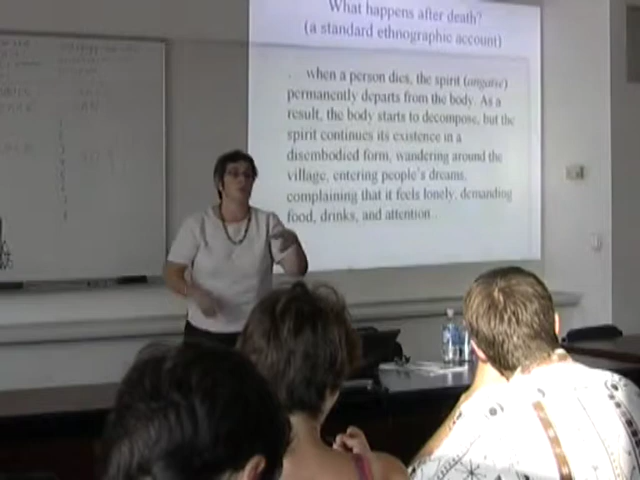 What happens after death?
(a standard ethnographic account)
. when a person dies, the spirit (angatse)
permanently departs from the body. As a
result, the body starts to decompose, but the
spirit continues its existence in a
disembodied form, wandering around the
village, entering people's dreams,
complaining that it feels lonely, demanding
food, drinks, and attention .